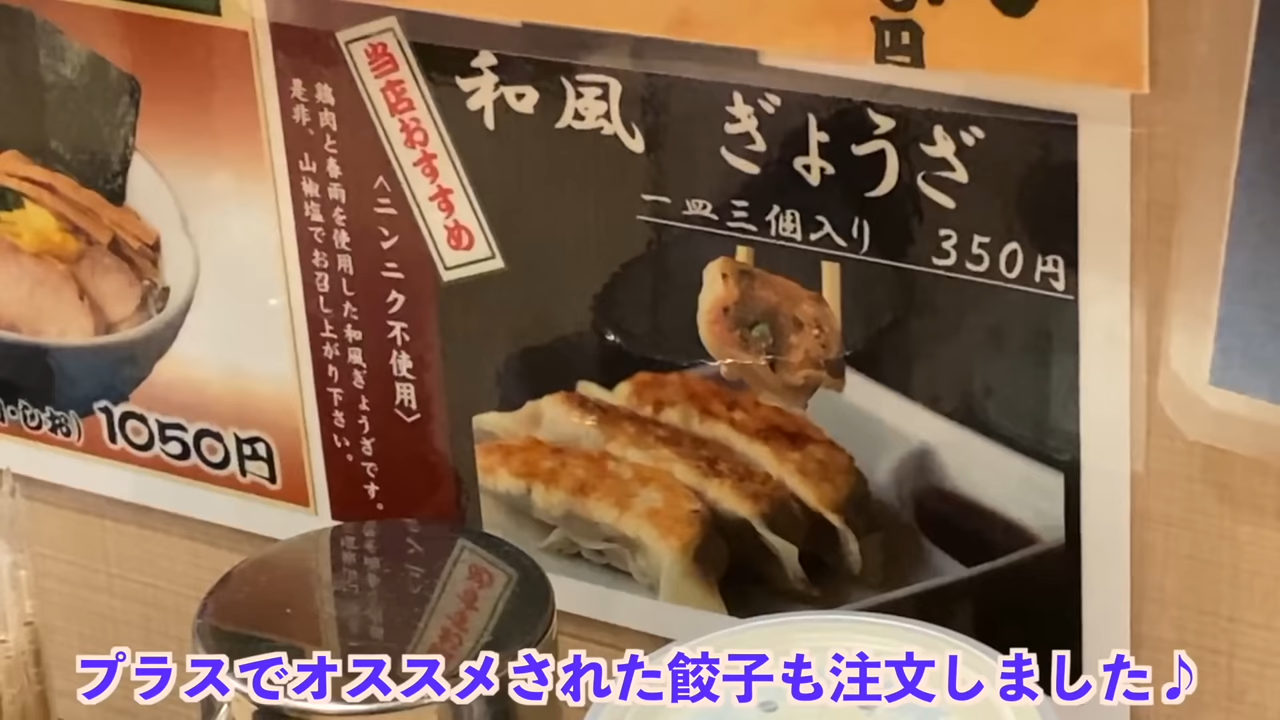 円
当店おすすめ
和風 ぎょうざ
一皿三個入り 350円
〈ニンニク不使用〉
鶏肉と春雨を使用した和風ぎょうざです。
是非、山椒塩でお召し上がり下さい。
・しお) 1050円
プラスでオススメされた餃子も注文しました♪